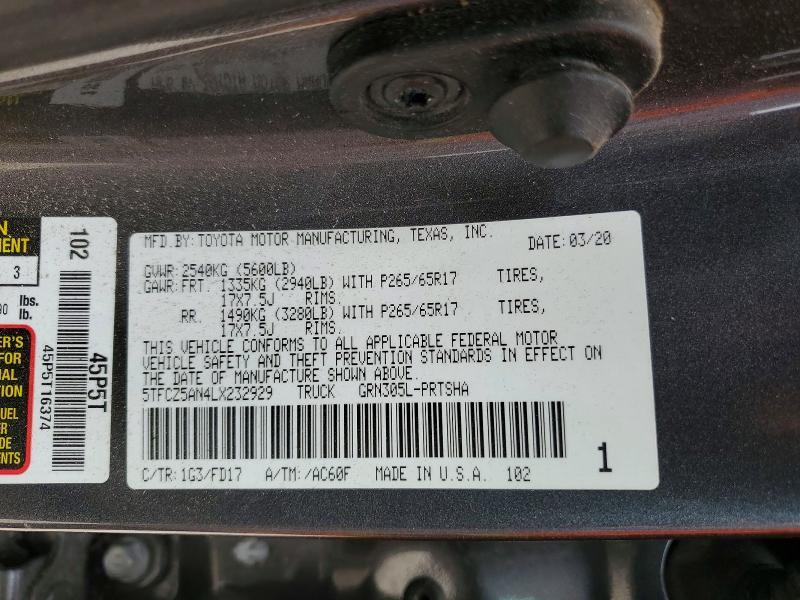 MFD.BY:TOYOTA MOTOR MANUFACTURING, TEXAS, INC. DATE:03/20
GVWR:2540KG (5600LB)
GAWR:FRT. 1335KG (2940LB) WITH P265/65R17 TIRES,
17X7.5J RIMS.
RR. 1490KG (3280LB) WITH P265/65R17 TIRES,
17X7.5J RIMS.
THIS VEHICLE CONFORMS TO ALL APPLICABLE FEDERAL MOTOR
VEHICLE SAFETY AND THEFT PREVENTION STANDARDS IN EFFECT ON
THE DATE OF MANUFACTURE SHOWN ABOVE.
5TFCZ5AN4LX232929 TRUCK GRN305L-PRTSHA
1
C/TR:1G3/FD17 A/TM:/AC60F MADE IN U.S.A. 102
102
45P5T
45P5T16374
3
lbs.
lb.
FOR